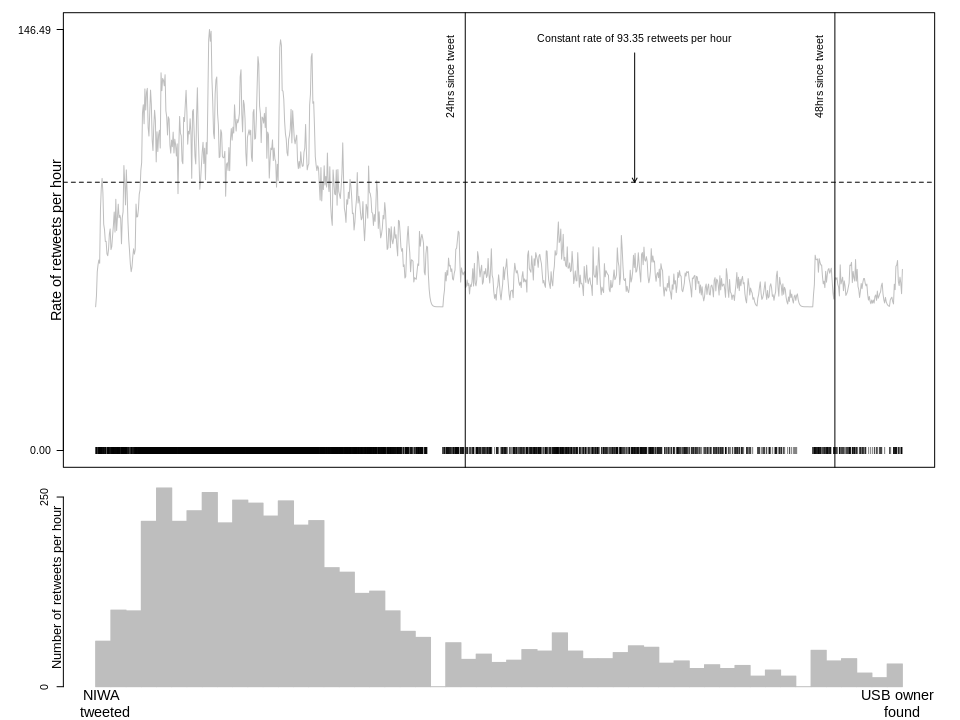 146.49
Constant rate of 93.35 retweets per hour
24hrs since tweet
48hrs since tweet
Rate of retweets per hour
0.00
250
Number of retweets per hour
0
NIWA
tweeted
USB owner
found